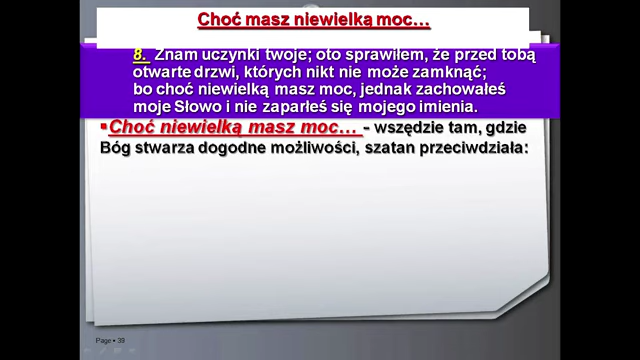 Choć masz niewielką moc...
8. Znam uczynki twoje; oto sprawiłem, że przed tobą
otwarte drzwi, których nikt nie może zamknąć;
bo choć niewielką masz moc, jednak zachowałeś
moje Słowo i nie zaparłeś się mojego imienia.
▪Choć niewielką masz moc... - wszędzie tam, gdzie
Bóg stwarza dogodne możliwości, szatan przeciwdziała:
Page ▪ 39